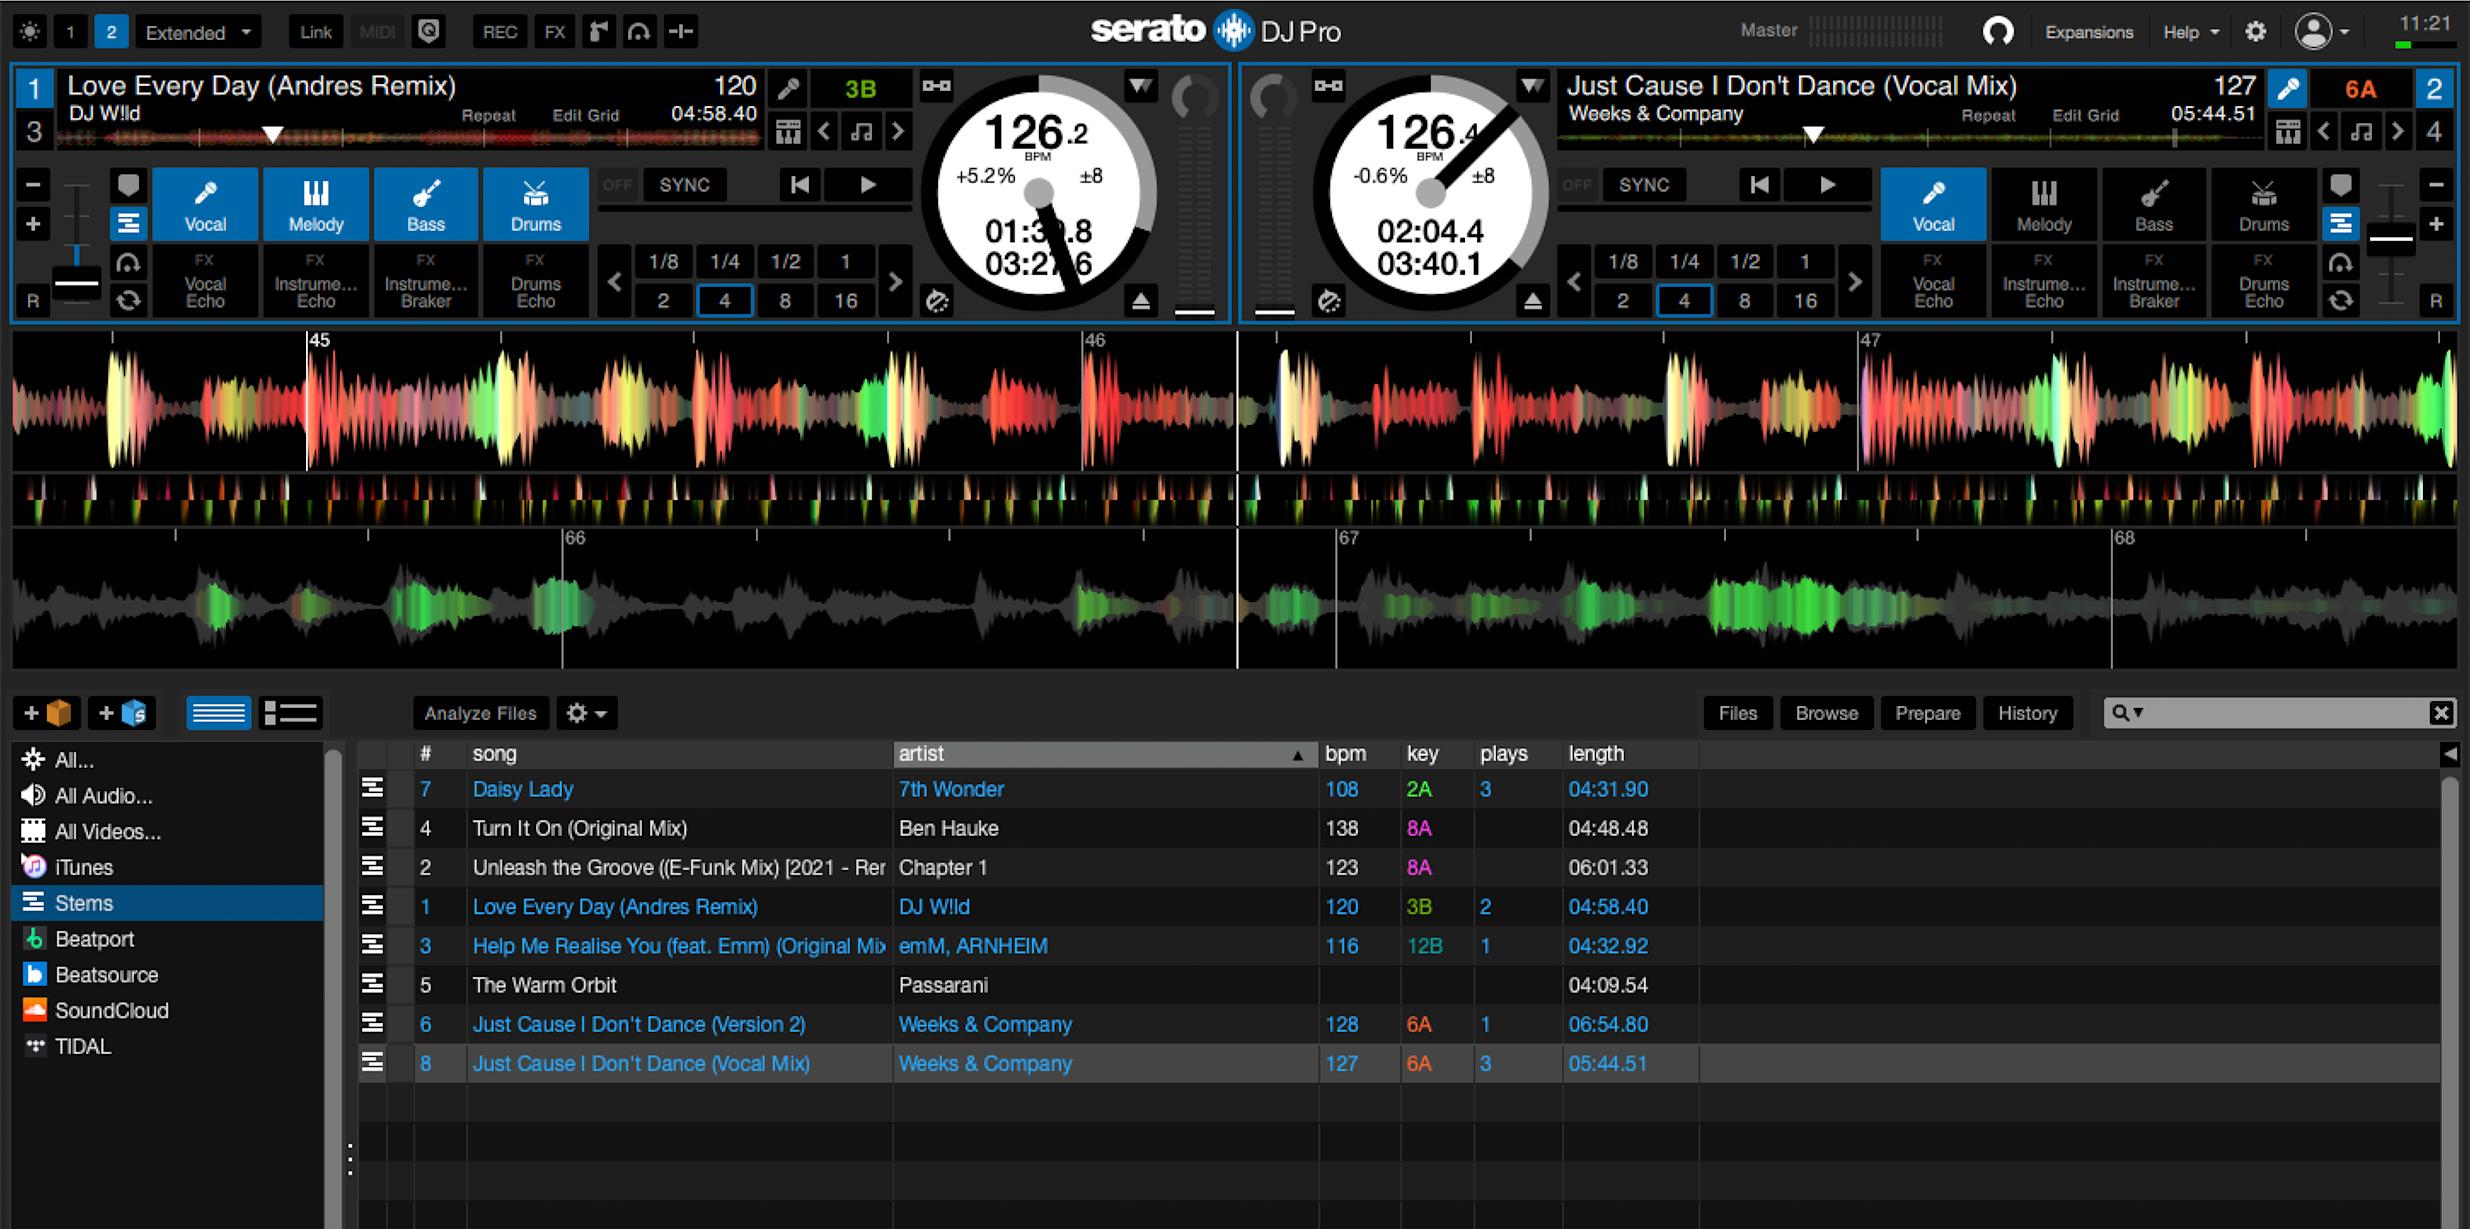 1 2 Extended Link MIDI REC FX serato DJ Pro Master Expansions Help 11:21
1 Love Every Day (Andres Remix) 120 3B
DJ W!ld Repeat Edit Grid 04:58.40
3
126.2
BPM
+5.2% ±8
03:2
OFF SYNC
Vocal Melody Bass Drums
FX FX FX FX
Vocal Echo Instrume... Echo Instrume... Braker Drums Echo
R
1/8 1/4 1/2 1
2 4 8 16
Just Cause I Don't Dance (Vocal Mix) 127 6A 2
Weeks & Company Repeat Edit Grid 05:44.51 4
126.4
BPM
-0.6% ±8
02:04.4
03:40.1
OFF SYNC
1/8 1/4 1/2 1
2 4 8 16
Vocal Melody Bass Drums
FX FX FX FX
Vocal Echo Instrume... Echo Instrume... Braker Drums Echo
R
45 46 47
66 67 68
Analyze Files Files Browse Prepare History
All...
All Audio...
All Videos...
iTunes
Stems
Beatport
Beatsource
SoundCloud
TIDAL
# song artist bpm key plays length
7 Daisy Lady 7th Wonder 108 2A 3 04:31.90
4 Turn It On (Original Mix) Ben Hauke 138 8A 04:48.48
2 Unleash the Groove ((E-Funk Mix) [2021 - Rer Chapter 1 123 8A 06:01.33
1 Love Every Day (Andres Remix) DJ W!ld 120 3B 2 04:58.40
3 Help Me Realise You (feat. Emm) (Original Mix emM, ARNHEIM 116 12B 1 04:32.92
5 The Warm Orbit Passarani 04:09.54
6 Just Cause I Don't Dance (Version 2) Weeks & Company 128 6A 1 06:54.80
8 Just Cause I Don't Dance (Vocal Mix) Weeks & Company 127 6A 3 05:44.51